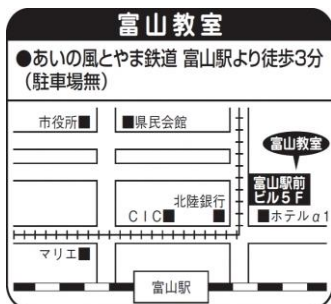 富山教室
●あいの風とやま鉄道 富山駅より徒歩3分
（駐車場無）
市役所■
■県民会館
富山教室
富山駅前
ビル5F
北陸銀行
CIC■ ■
■ホテルα1
マリエ■
富山駅